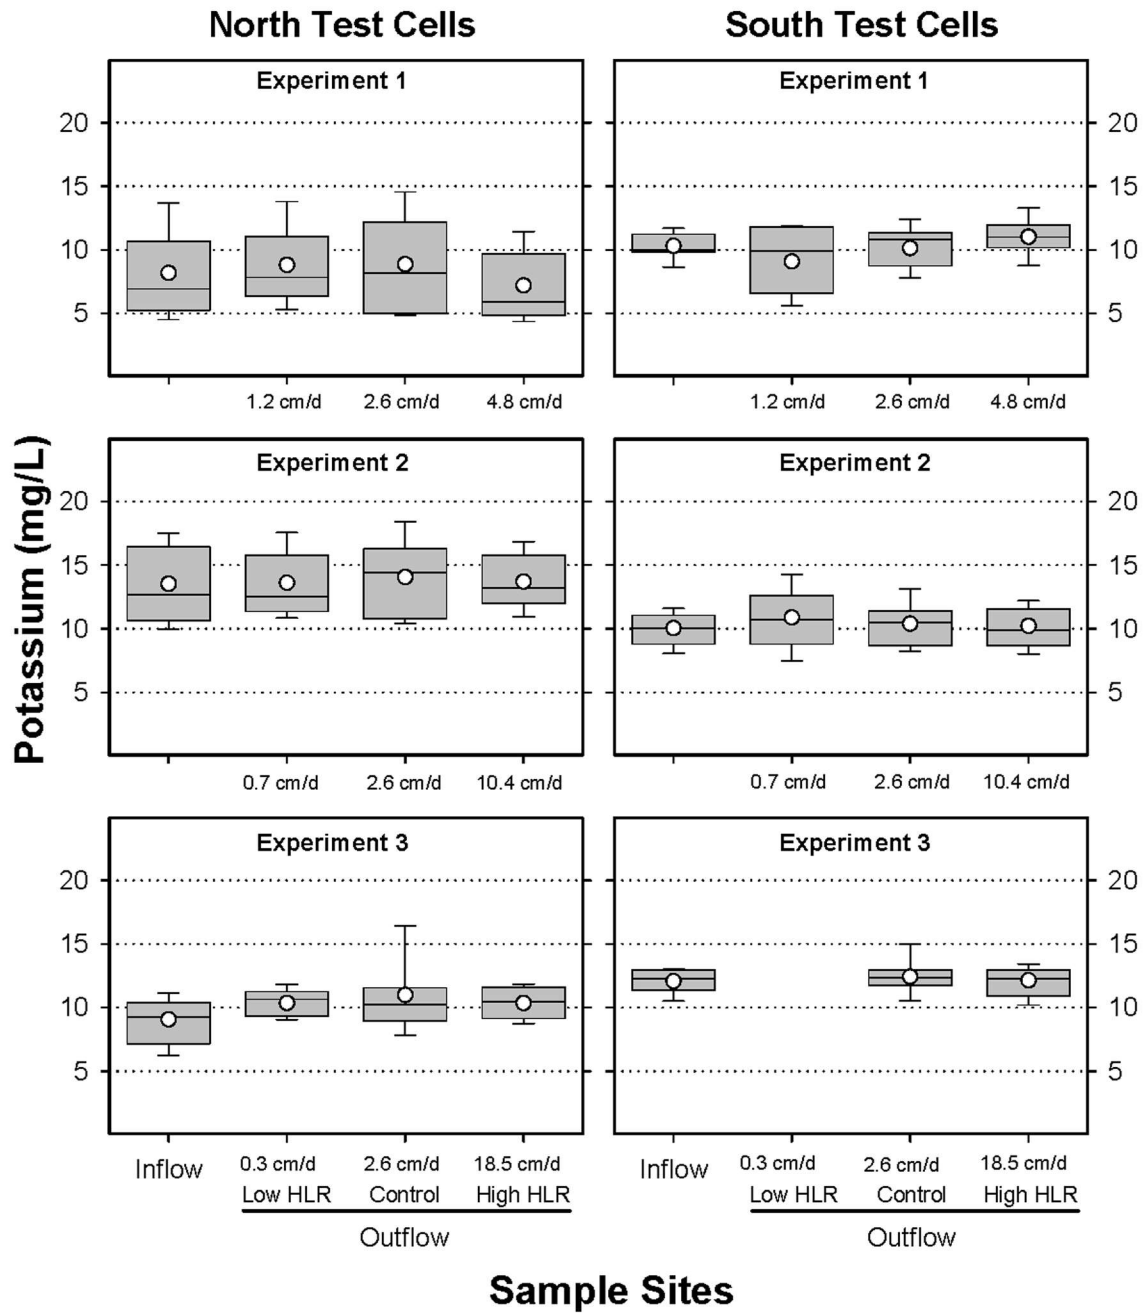 North Test Cells South Test Cells
Experiment 1 Experiment 1
20 20
15 15
10 10
5 5
1.2 cm/d 2.6 cm/d 4.8 cm/d 1.2 cm/d 2.6 cm/d 4.8 cm/d
Potassium (mg/L)
Experiment 2 Experiment 2
20 20
15 15
10 10
5 5
0.7 cm/d 2.6 cm/d 10.4 cm/d 0.7 cm/d 2.6 cm/d 10.4 cm/d
Experiment 3 Experiment 3
20 20
15 15
10 10
5 5
Inflow 0.3 cm/d 2.6 cm/d 18.5 cm/d Inflow 0.3 cm/d 2.6 cm/d 18.5 cm/d
Low HLR Control High HLR Low HLR Control High HLR
Outflow Outflow
Sample Sites